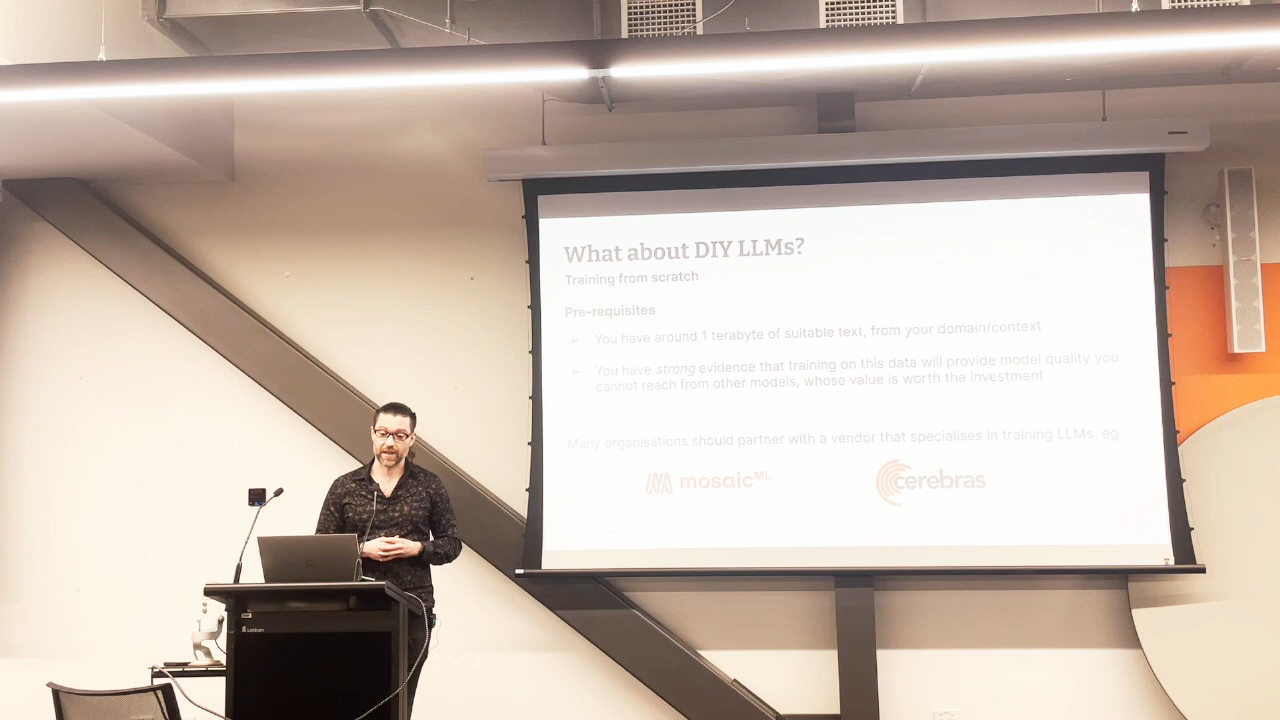 What about DIY LLMs?
Training from scratch
Pre-requisites
➢ You have around 1 terabyte of suitable text, from your domain/context
➢ You have strong evidence that training on this data will provide model quality you
cannot reach from other models, whose value is worth the investment
Many organisations should partner with a vendor that specialises in training LLMs. eg
mosaicML
cerebras
Lectrum